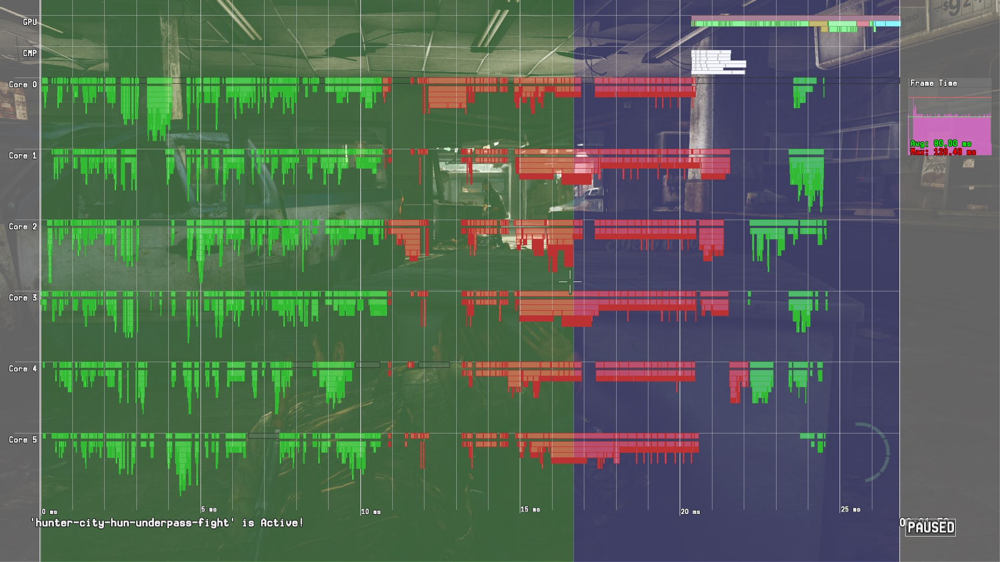 GPU
CMP
Core 0
Frame Time
Avg: 80.00 ms
Max: 120.48 ms
Core 1
Core 2
Core 3
Core 4
Core 5
0 ms
5 ms
10 ms
15 ms
20 ms
25 ms
'hunter-city-hun-underpass-fight' is Active!
PAUSED